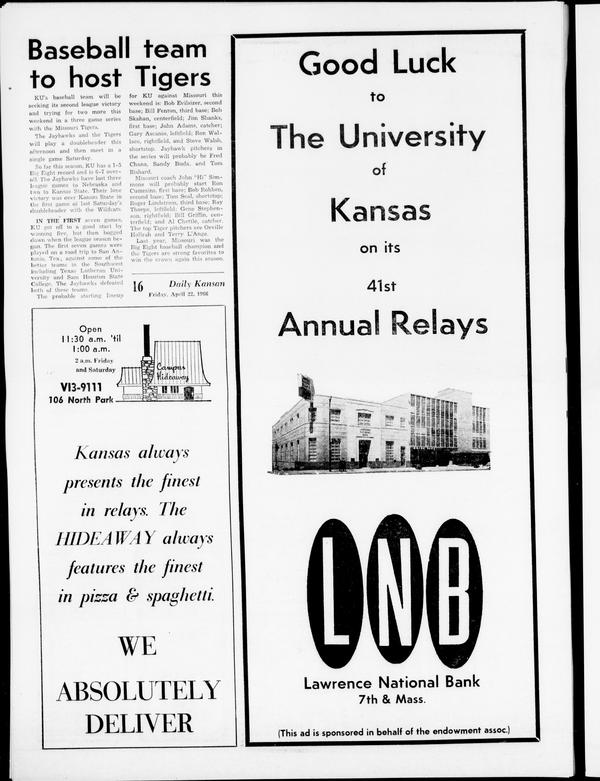 Baseball team
to host Tigers
KU's baseball team will be
seeking its second league victory
and trying for two more this
weekend in a three game series
with the Missouri Tigers.
The Jayhawks and the Tigers
will play a doubleheader this
afternoon and then meet in a
single game Saturday.
So far this season, KU has a 1-5
Big Eight record and is 6-7 over-
all. The Jayhawks have lost three
league games to Nebraska and
two to Kansas State. Their lone
victory was over Kansas State in
the first game of last Saturday's
doubleheader with the Wildcats.
IN THE FIRST seven games,
KU got off to a good start by
winning five, but then bogged
down when the league season be-
gan. The first seven games were
played on a road trip to San An-
tonio, Tex., against some of the
better teams in the Southwest
including Texas Lutheran Uni-
versity and Sam Houston State
College. The Jayhawks defeated
both of these teams.
The probable starting lineup
for KU against Missouri this
weekend is: Bob Evilsizer, second
base; Bill Fenton, third base; Bob
Skahan, centerfield; Jim Shanks,
first base; John Adams, catcher;
Gary Ascanio, leftfield; Ron Wal-
lace, rightfield, and Steve Walsh,
shortstop. Jayhawk pitchers in
the series will probably be Fred
Chana, Sandy Buda, and Tom
Bishard.
Missouri coach John "Hi" Sim-
mons will probably start Ron
Cummins, first base; Bob Robben,
second base; Tom Seal, shortstop;
Roger Lindstrom, third base; Ray
Thorpe, leftfield; Gene Stephen-
son, rightfield; Bill Griffin, cen-
terfield; and Al Chettle, catcher.
The top Tiger pitchers are Orville
Hollrah and Terry L'Ange.
Last year, Missouri was the
Big Eight baseball champion and
the Tigers are strong favorites to
win the crown again this season.
16 Daily Kansan
Friday, April 22, 1966
Open
11:30 a.m. 'til
1:00 a.m.
2 a.m. Friday
and Saturday
VI3-9111
106 North Park
Campus
Hideaway
Kansas always
presents the finest
in relays. The
HIDEAWAY always
features the finest
in pizza & spaghetti.
WE
ABSOLUTELY
DELIVER
Good Luck
to
The University
of
Kansas
on its
41st
Annual Relays
LNB
Lawrence National Bank
7th & Mass.
(This ad is sponsored in behalf of the endowment assoc.)